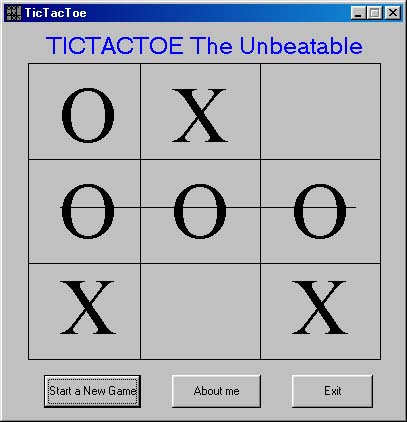 TicTacToe
TICTACTOE The Unbeatable
O X
O O O
X X
Start a New Game About me Exit